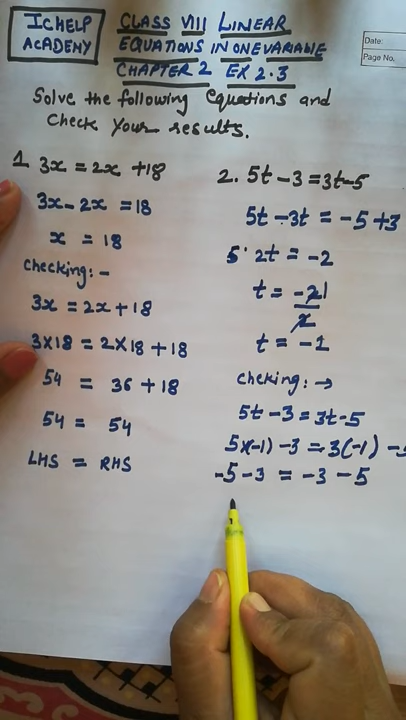 ICHELP
ACADEMY
CLASS VIII LINEAR
EQUATIONS IN ONE VARIABLE
CHAPTER 2 EX 2.3
Date:
Page No.
Solve the following Equations and
Check Your results.
1. 3x = 2x + 18
3x - 2x = 18
x = 18
Checking:-
3x = 2x + 18
3x18 = 2x18 + 18
54 = 36 + 18
54 = 54
LHS = RHS
2. 5t - 3 = 3t - 5
5t - 3t = -5 + 3
2t = -2
t = -2 1
2
t = -1
Cheking:→
5t - 3 = 3t - 5
5x(-1) - 3 = 3(-1) - 5
-5 - 3 = -3 - 5